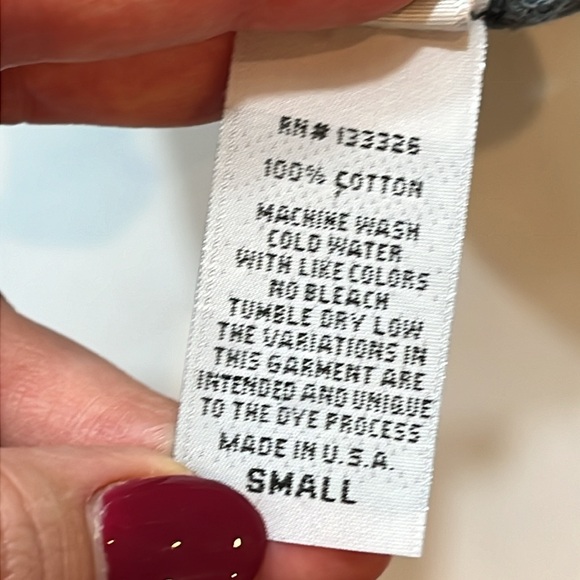 RN# 133326
100% COTTON
MACHINE WASH
COLD WATER
WITH LIKE COLORS
NO BLEACH
TUMBLE DRY LOW
THE VARIATIONS IN
THIS GARMENT ARE
INTENDED AND UNIQUE
TO THE DYE PROCESS
MADE IN U.S.A.
SMALL